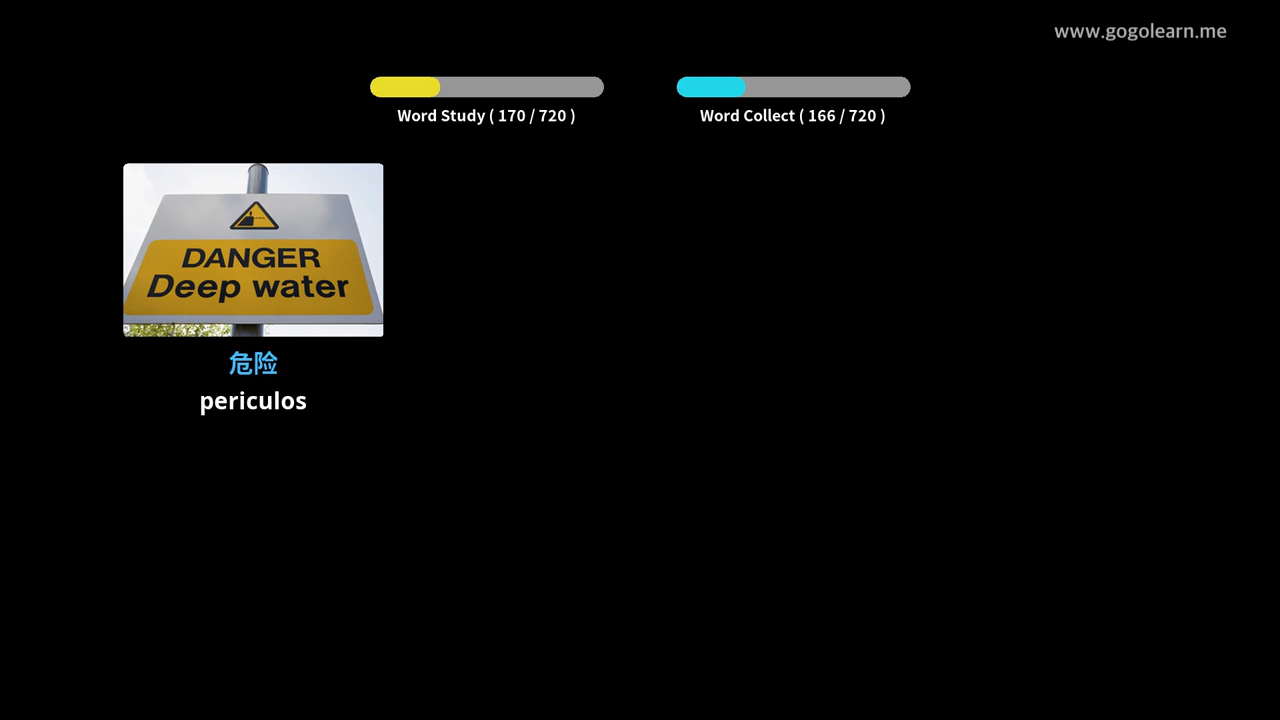 www.gogolearn.me
Word Study ( 170 / 720 )
Word Collect ( 166 / 720 )
DANGER
Deep water
危险
periculos